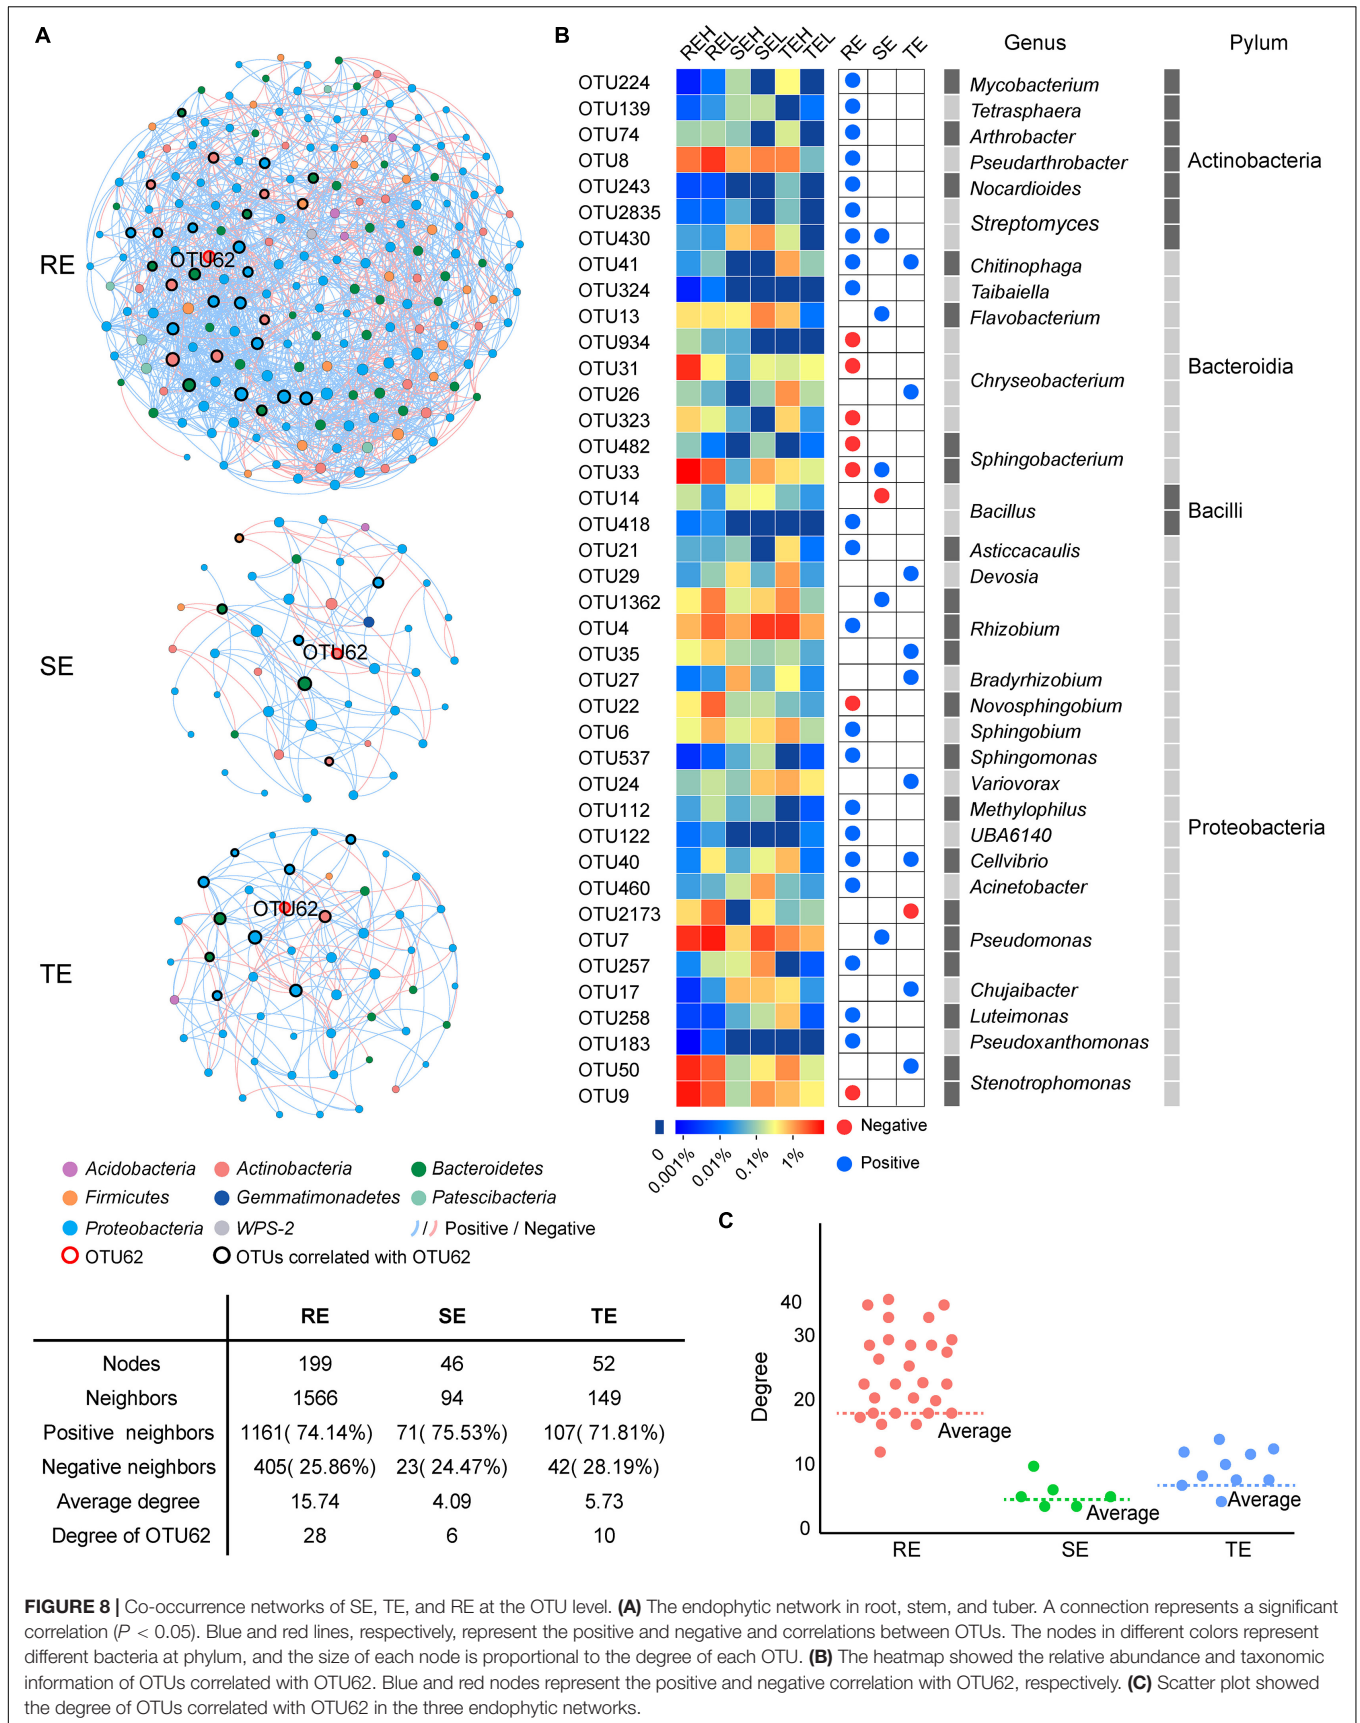 A
RE
OTU62
SE
OTU62
TE
OTU62
Acidobacteria Actinobacteria Bacteroidetes
Firmicutes Gemmatimonadetes Patescibacteria
Proteobacteria WPS-2 / Positive / Negative
OTU62 OTUs correlated with OTU62
RE SE TE
Nodes 199 46 52
Neighbors 1566 94 149
Positive neighbors 1161( 74.14%) 71( 75.53%) 107( 71.81%)
Negative neighbors 405( 25.86%) 23( 24.47%) 42( 28.19%)
Average degree 15.74 4.09 5.73
Degree of OTU62 28 6 10
B
REH REL SEH SEL TEH TEL RE SE TE Genus Pylum
OTU224 Mycobacterium
OTU139 Tetrasphaera
OTU74 Arthrobacter
OTU8 Pseudarthrobacter Actinobacteria
OTU243 Nocardioides
OTU2835
Streptomyces
OTU430
OTU41 Chitinophaga
OTU324 Taibaiella
OTU13 Flavobacterium
OTU934
OTU31 Bacteroidia
Chryseobacterium
OTU26
OTU323
OTU482
Sphingobacterium
OTU33
OTU14
Bacillus Bacilli
OTU418
OTU21 Asticcacaulis
OTU29 Devosia
OTU1362
OTU4 Rhizobium
OTU35
OTU27 Bradyrhizobium
OTU22 Novosphingobium
OTU6 Sphingobium
OTU537 Sphingomonas
OTU24 Variovorax
OTU112 Methylophilus
Proteobacteria
OTU122 UBA6140
OTU40 Cellvibrio
OTU460 Acinetobacter
OTU2173
OTU7 Pseudomonas
OTU257
OTU17 Chujaibacter
OTU258 Luteimonas
OTU183 Pseudoxanthomonas
OTU50
Stenotrophomonas
OTU9
0 0.001% 0.01% 0.1% 1%
Negative
Positive
C
Degree
40
30
20
10
0
Average
Average
Average
RE SE TE
FIGURE 8 | Co-occurrence networks of SE, TE, and RE at the OTU level. (A) The endophytic network in root, stem, and tuber. A connection represents a significant
correlation (P < 0.05). Blue and red lines, respectively, represent the positive and negative and correlations between OTUs. The nodes in different colors represent
different bacteria at phylum, and the size of each node is proportional to the degree of each OTU. (B) The heatmap showed the relative abundance and taxonomic
information of OTUs correlated with OTU62. Blue and red nodes represent the positive and negative correlation with OTU62, respectively. (C) Scatter plot showed
the degree of OTUs correlated with OTU62 in the three endophytic networks.